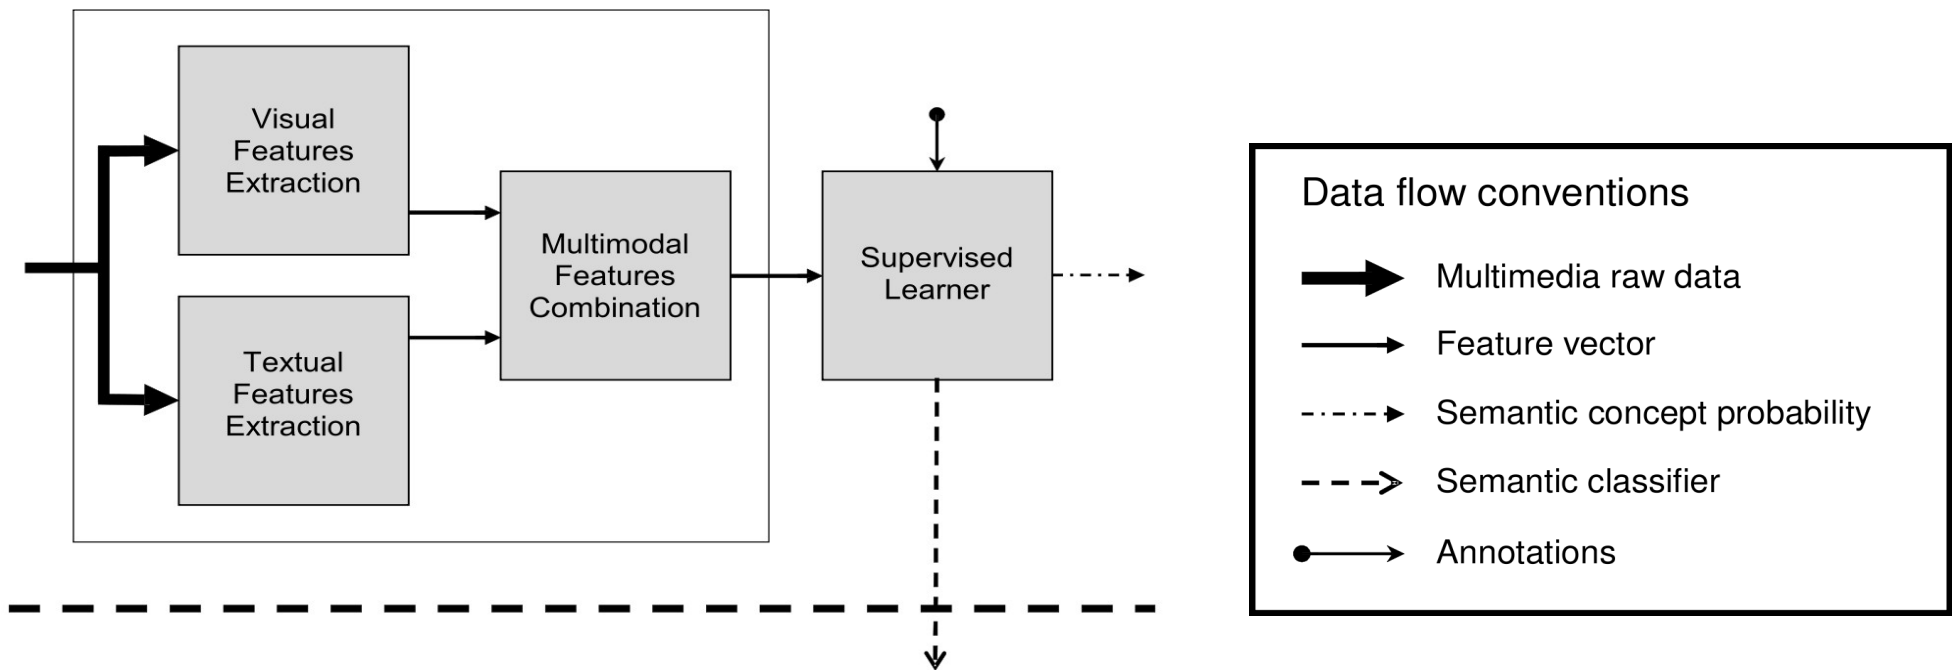 Visual
Features
Extraction
Textual
Features
Extraction
Multimodal
Features
Combination
Supervised
Learner
Data flow conventions
Multimedia raw data
Feature vector
Semantic concept probability
Semantic classifier
Annotations